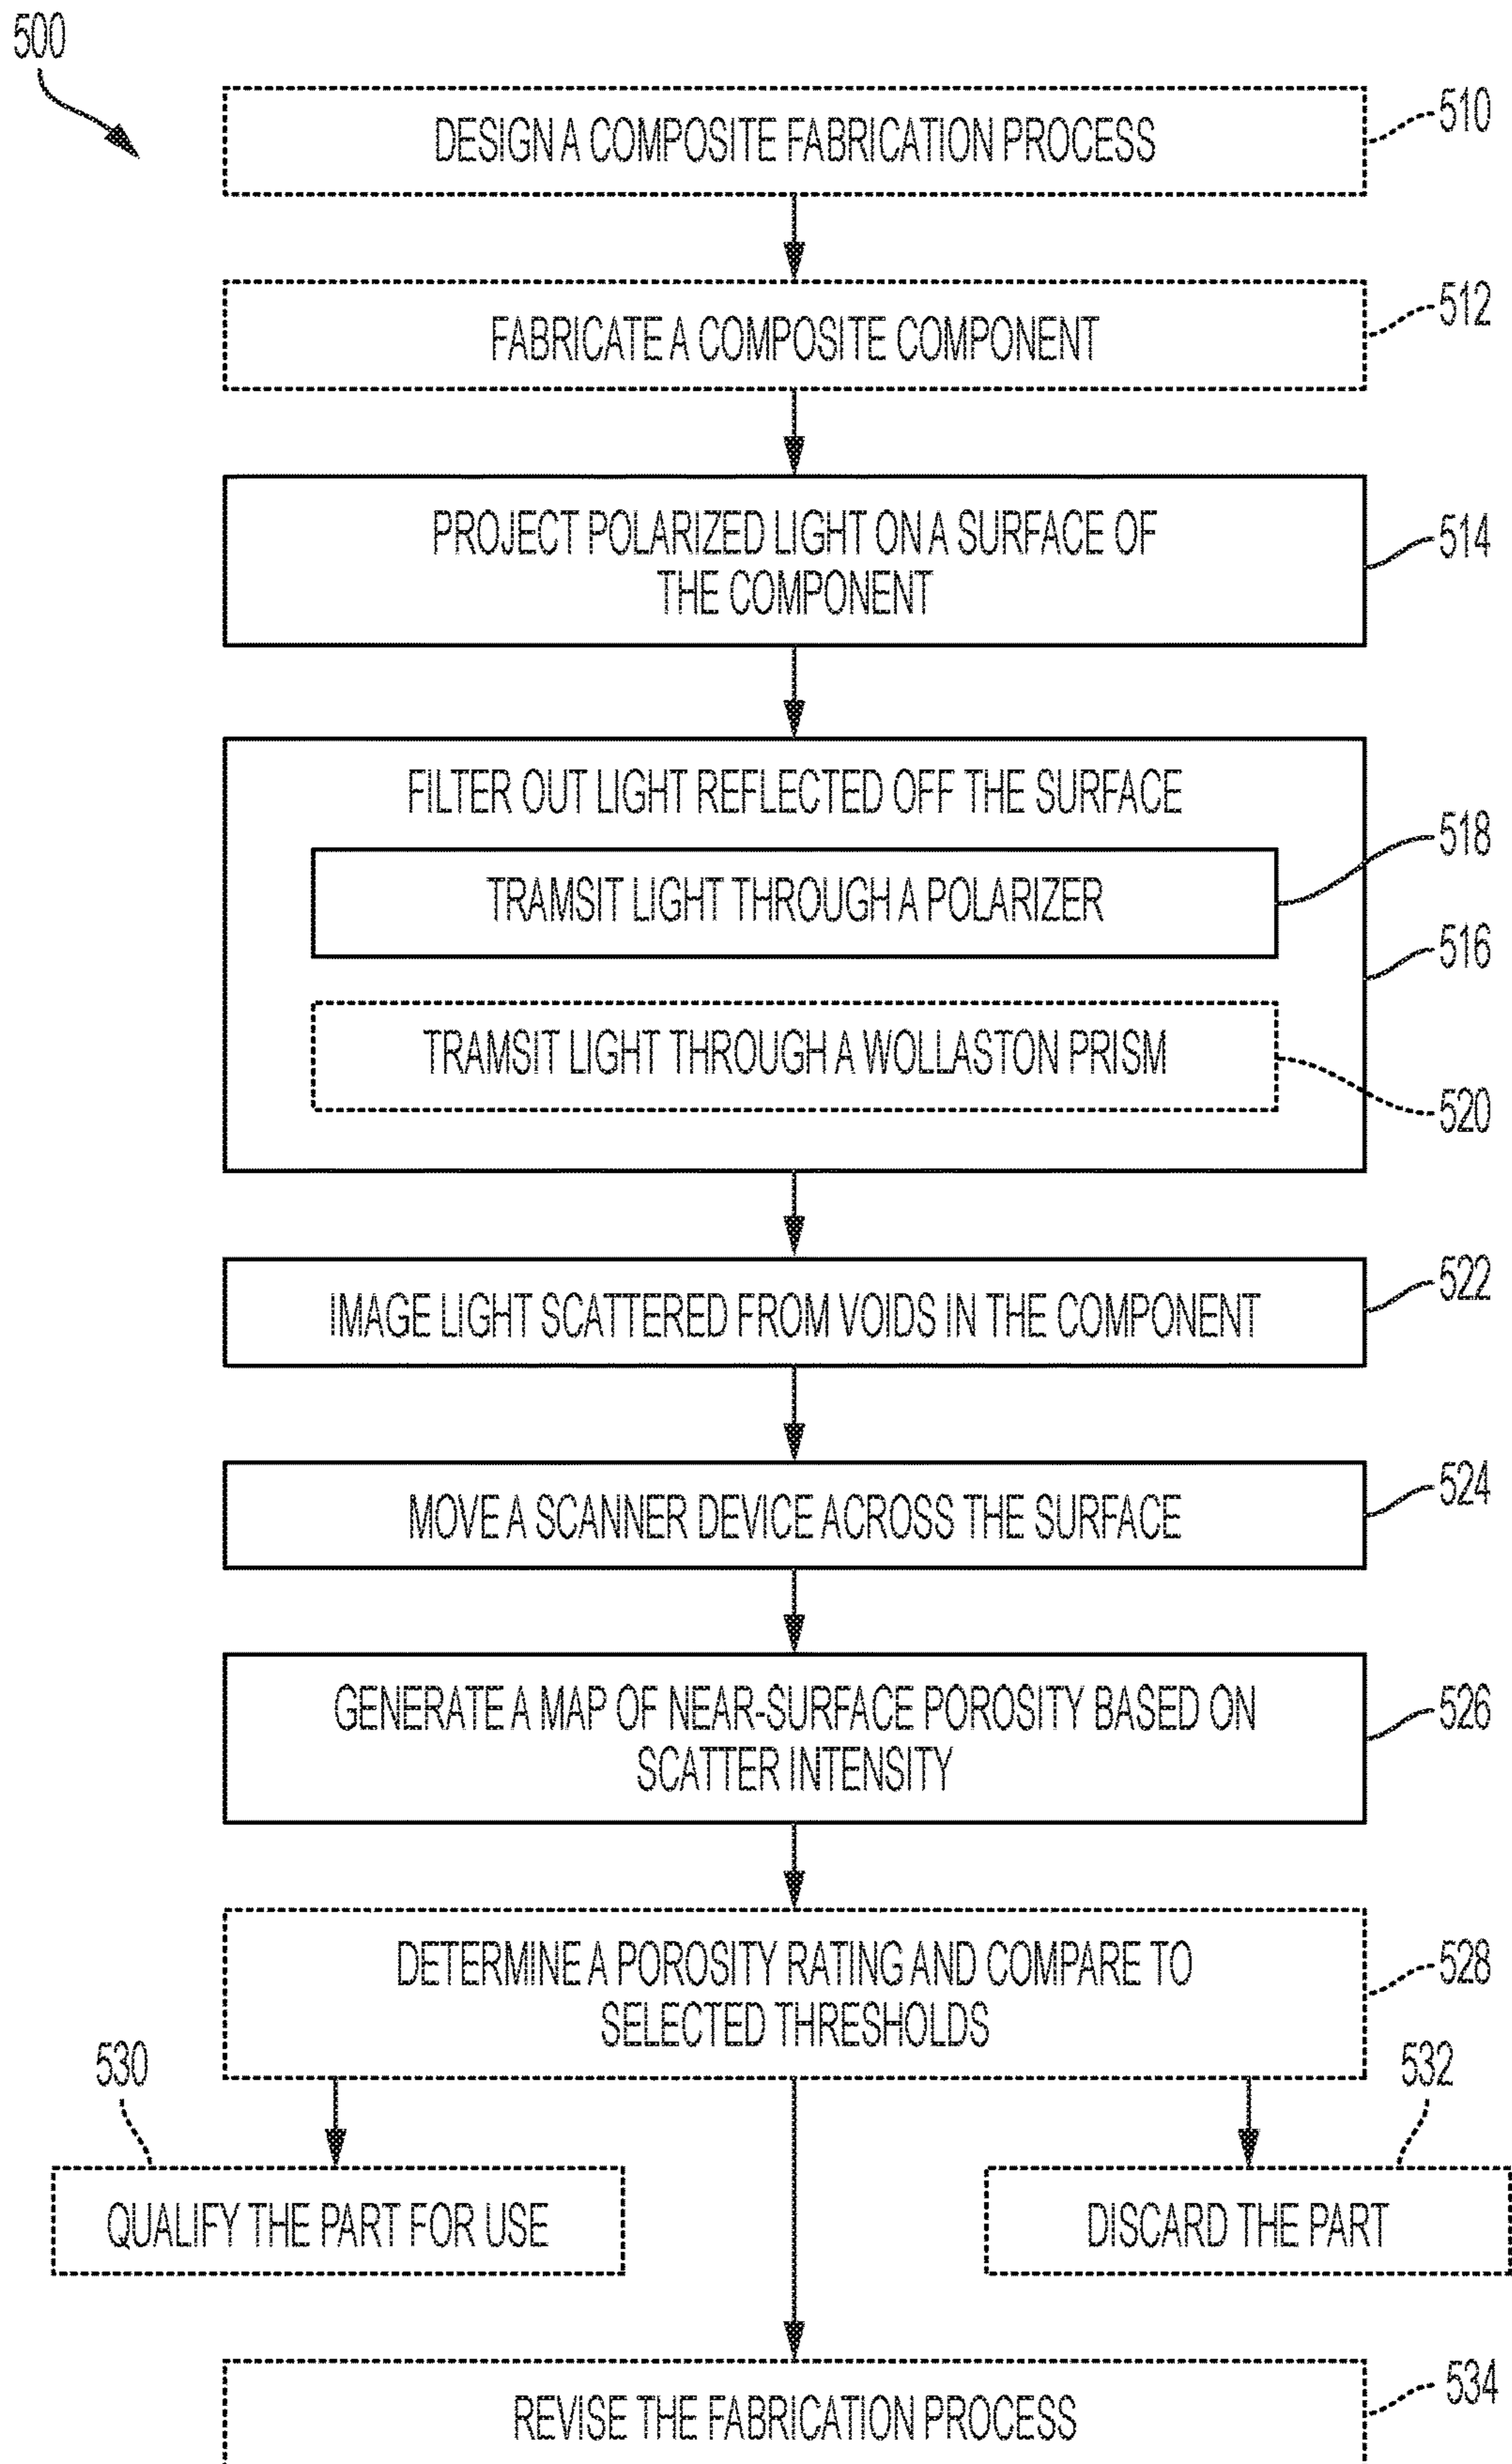 500
DESIGN A COMPOSITE FABRICATION PROCESS
510
FABRICATE A COMPOSITE COMPONENT
512
PROJECT POLARIZED LIGHT ON A SURFACE OF
THE COMPONENT
514
FILTER OUT LIGHT REFLECTED OFF THE SURFACE
518
TRAMSIT LIGHT THROUGH A POLARIZER
516
TRAMSIT LIGHT THROUGH A WOLLASTON PRISM
520
IMAGE LIGHT SCATTERED FROM VOIDS IN THE COMPONENT
522
MOVE A SCANNER DEVICE ACROSS THE SURFACE
524
GENERATE A MAP OF NEAR-SURFACE POROSITY BASED ON
SCATTER INTENSITY
526
DETERMINE A POROSITY RATING AND COMPARE TO
SELECTED THRESHOLDS
528
530
532
QUALIFY THE PART FOR USE
DISCARD THE PART
REVISE THE FABRICATION PROCESS
534